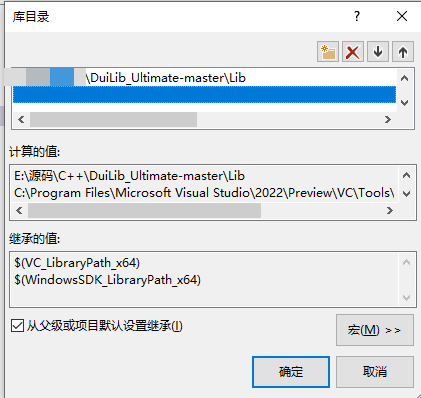 库目录
\DuiLib_Ultimate-master\Lib
计算的值:
E:\源码\C++\DuiLib_Ultimate-master\Lib
C:\Program Files\Microsoft Visual Studio\2022\Preview\VC\Tools\
继承的值:
$(VC_LibraryPath_x64)
$(WindowsSDK_LibraryPath_x64)
从父级或项目默认设置继承(I)
宏(M) >>
确定
取消